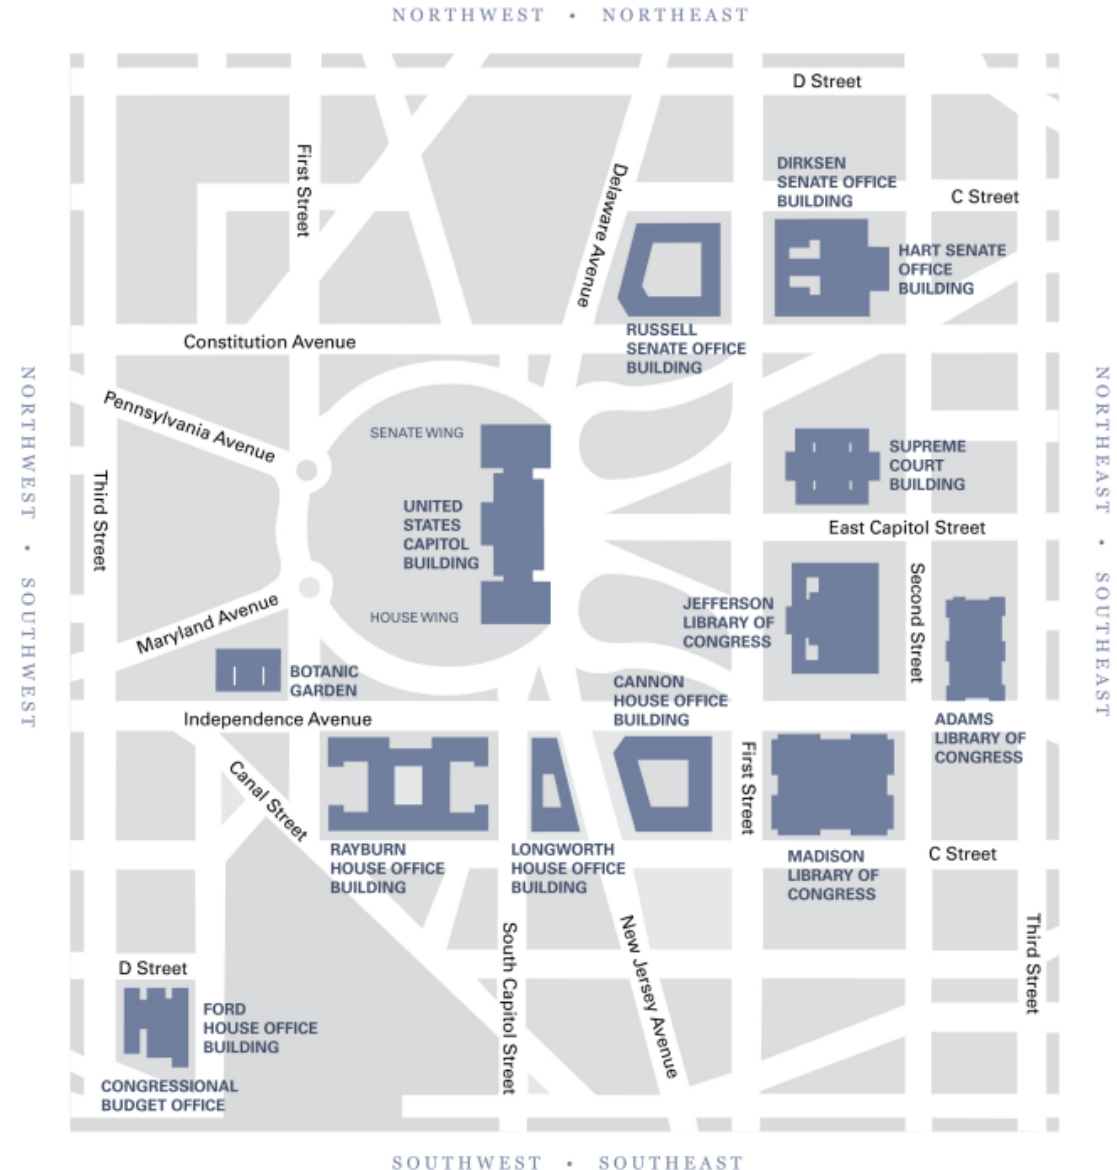 NORTHWEST • NORTHEAST
D Street
First Street
Delaware Avenue
DIRKSEN
SENATE OFFICE
BUILDING
C Street
HART SENATE
OFFICE
BUILDING
RUSSELL
SENATE OFFICE
BUILDING
Constitution Avenue
NORTHWEST • SOUTHWEST
NORTHEAST • SOUTHEAST
Pennsylvania Avenue
SENATE WING
SUPREME
COURT
BUILDING
Third Street
UNITED
STATES
CAPITOL
BUILDING
East Capitol Street
Second Street
JEFFERSON
LIBRARY OF
CONGRESS
HOUSE WING
Maryland Avenue
BOTANIC
GARDEN
CANNON
HOUSE OFFICE
BUILDING
Independence Avenue
ADAMS
LIBRARY OF
CONGRESS
Canal Street
First Street
RAYBURN
HOUSE OFFICE
BUILDING
LONGWORTH
HOUSE OFFICE
BUILDING
MADISON
LIBRARY OF
CONGRESS
C Street
South Capitol Street
New Jersey Avenue
Third Street
D Street
FORD
HOUSE OFFICE
BUILDING
CONGRESSIONAL
BUDGET OFFICE
SOUTHWEST • SOUTHEAST